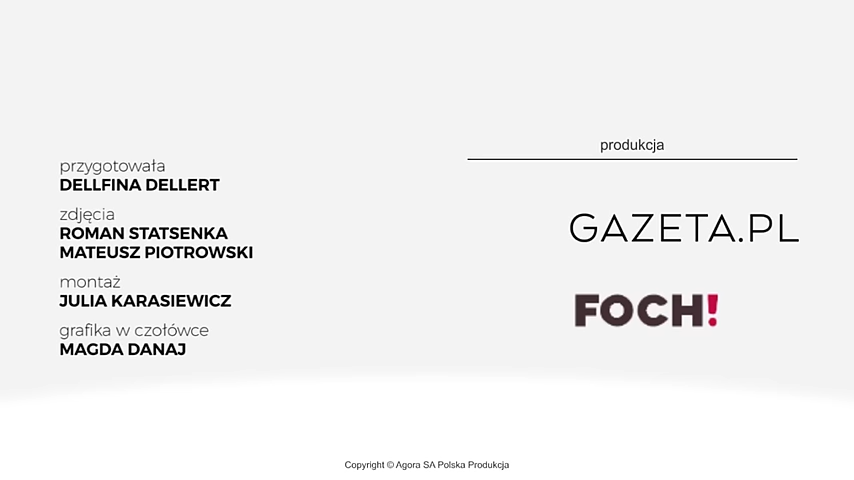 przygotowała
DELLFINA DELLERT
zdjęcia
ROMAN STATSENKA
MATEUSZ PIOTROWSKI
montaż
JULIA KARASIEWICZ
grafika w czołówce
MAGDA DANAJ
produkcja
GAZETA.PL
FOCH!
Copyright © Agora SA Polska Produkcja